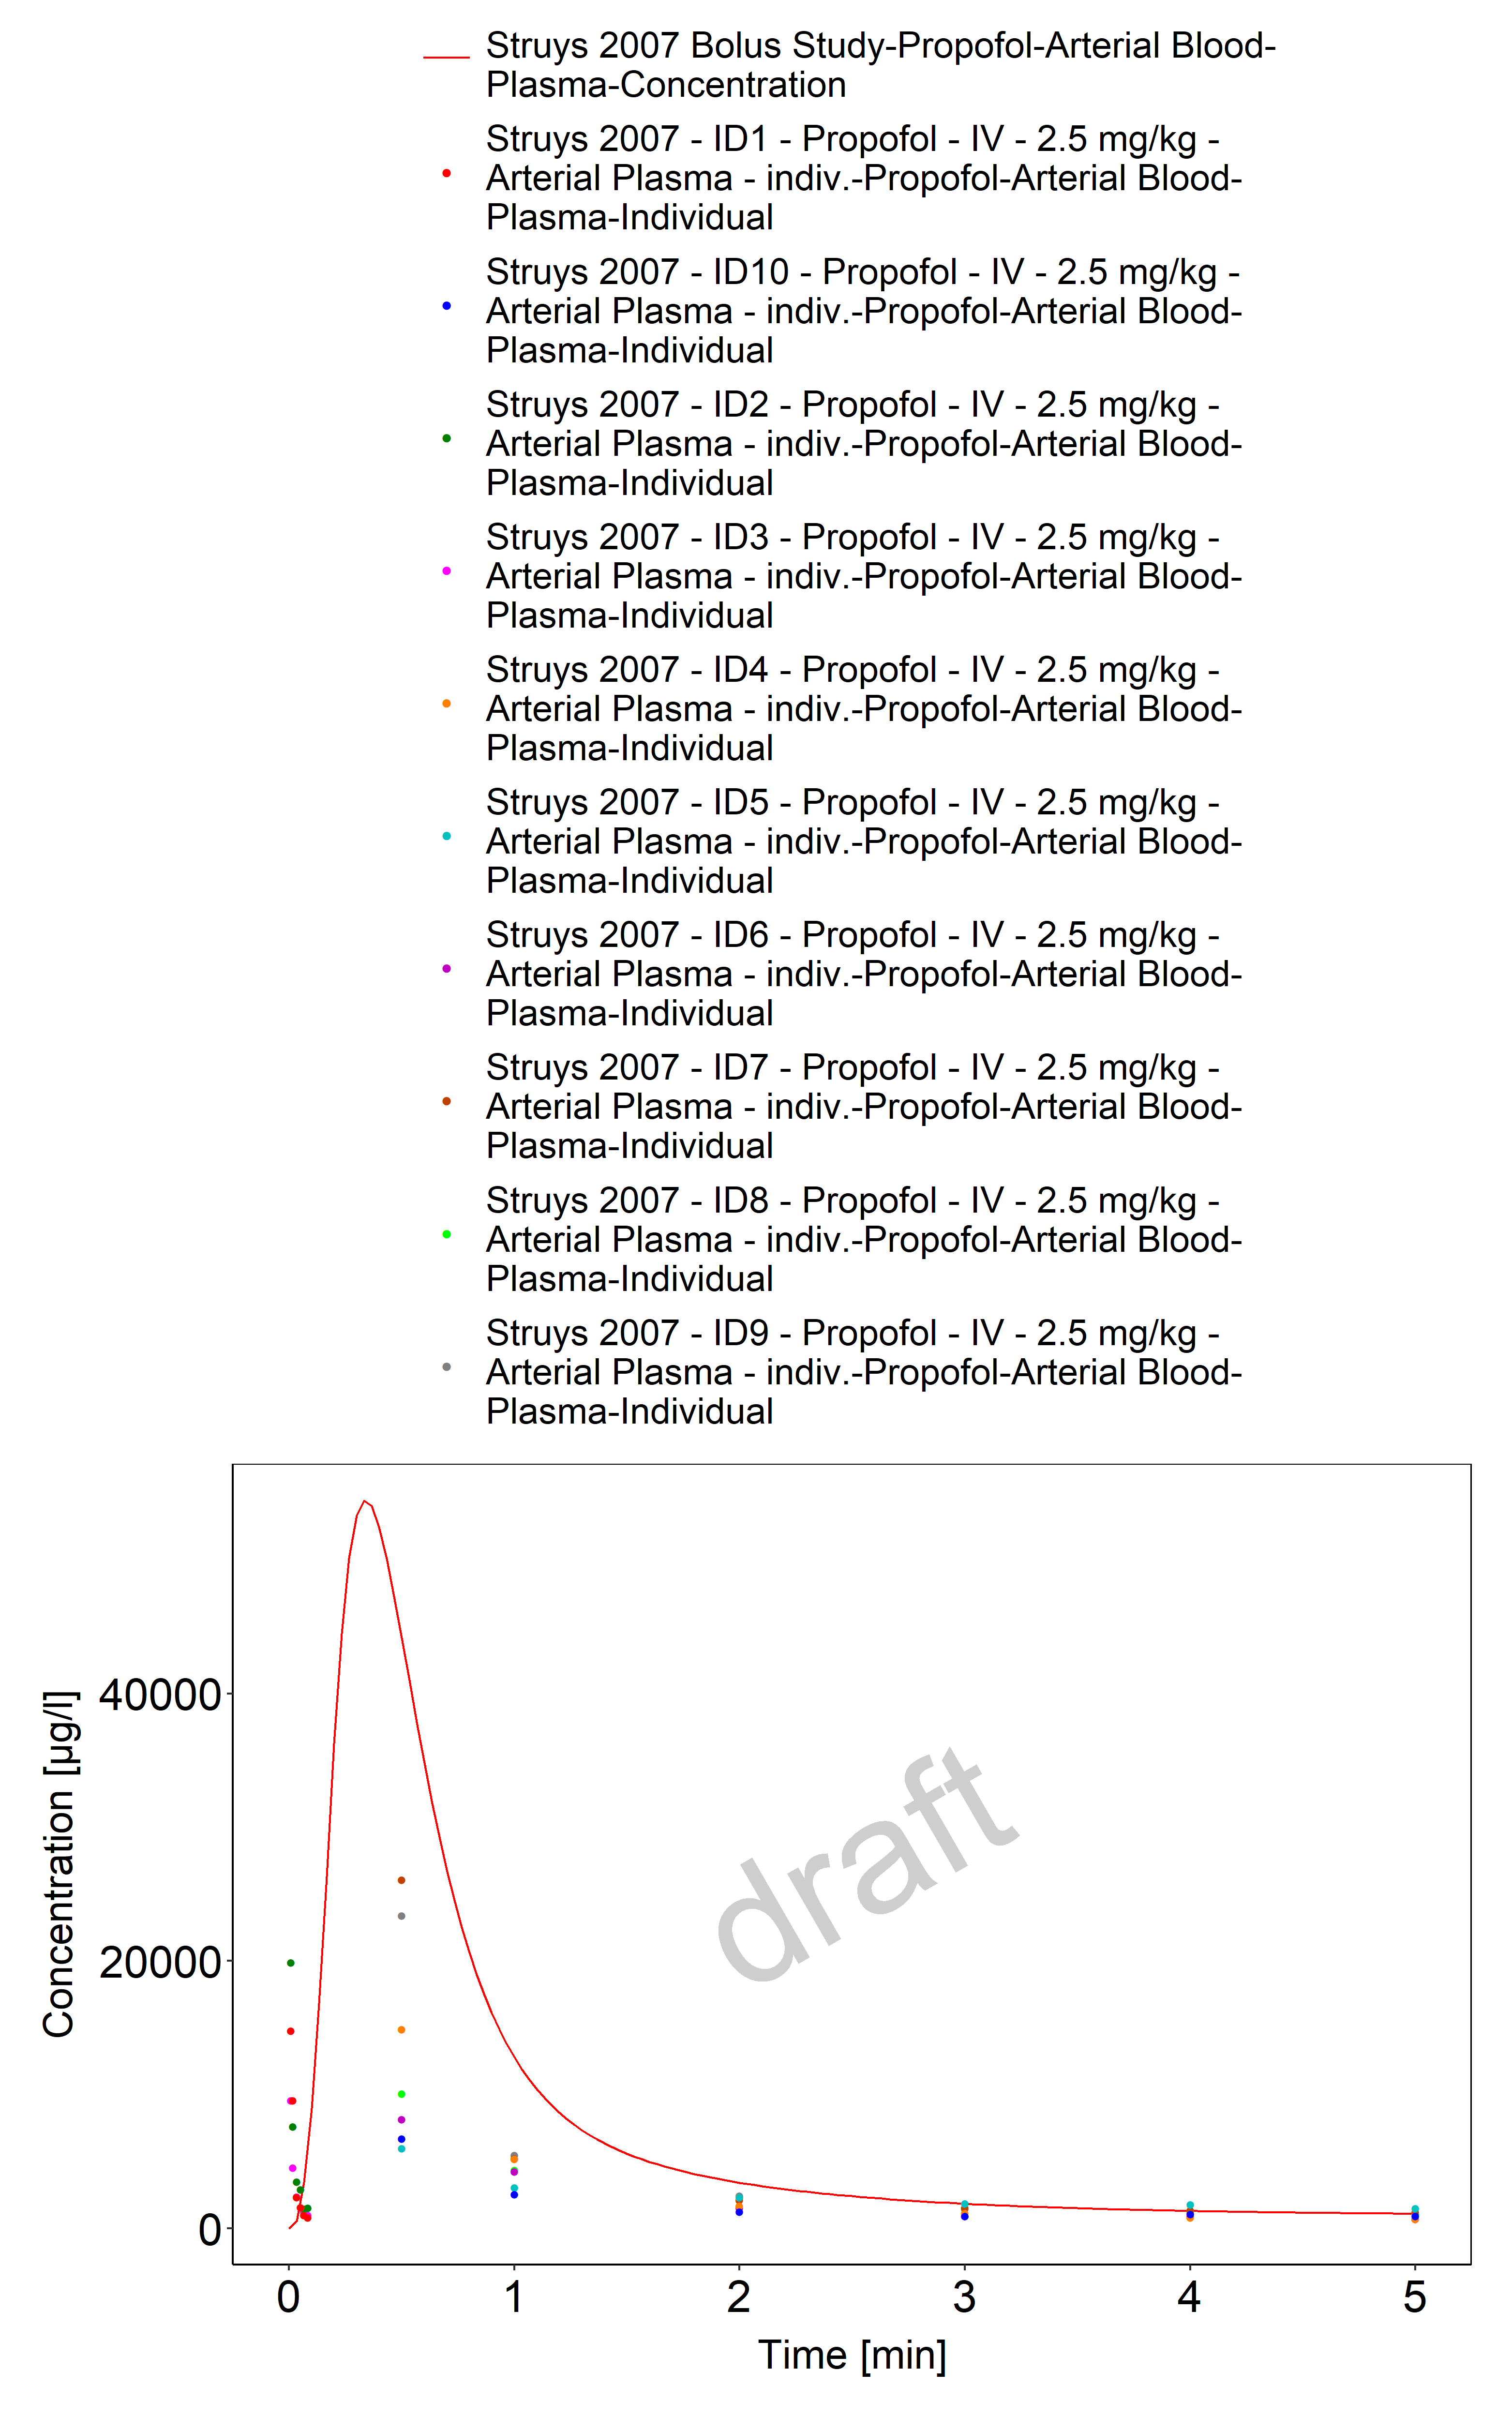 Struys 2007 Bolus Study-Propofol-Arterial Blood-
Plasma-Concentration
Struys 2007 - ID1 - Propofol - IV - 2.5 mg/kg -
Arterial Plasma - indiv.-Propofol-Arterial Blood-
Plasma-Individual
Struys 2007 - ID10 - Propofol - IV - 2.5 mg/kg -
Arterial Plasma - indiv.-Propofol-Arterial Blood-
Plasma-Individual
Struys 2007 - ID2 - Propofol - IV - 2.5 mg/kg -
Arterial Plasma - indiv.-Propofol-Arterial Blood-
Plasma-Individual
Struys 2007 - ID3 - Propofol - IV - 2.5 mg/kg -
Arterial Plasma - indiv.-Propofol-Arterial Blood-
Plasma-Individual
Struys 2007 - ID4 - Propofol - IV - 2.5 mg/kg -
Arterial Plasma - indiv.-Propofol-Arterial Blood-
Plasma-Individual
Struys 2007 - ID5 - Propofol - IV - 2.5 mg/kg -
Arterial Plasma - indiv.-Propofol-Arterial Blood-
Plasma-Individual
Struys 2007 - ID6 - Propofol - IV - 2.5 mg/kg -
Arterial Plasma - indiv.-Propofol-Arterial Blood-
Plasma-Individual
Struys 2007 - ID7 - Propofol - IV - 2.5 mg/kg -
Arterial Plasma - indiv.-Propofol-Arterial Blood-
Plasma-Individual
Struys 2007 - ID8 - Propofol - IV - 2.5 mg/kg -
Arterial Plasma - indiv.-Propofol-Arterial Blood-
Plasma-Individual
Struys 2007 - ID9 - Propofol - IV - 2.5 mg/kg -
Arterial Plasma - indiv.-Propofol-Arterial Blood-
Plasma-Individual
Concentration [µg/l]
40000
20000
0
draft
0 1 2 3 4 5
Time [min]